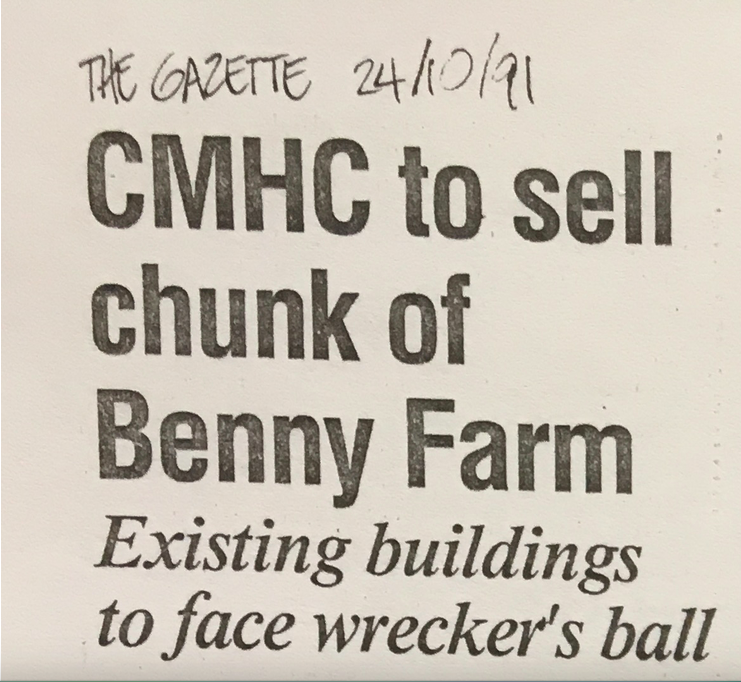 THE GAZETTE 24/10/91
CMHC to sell
chunk of
Benny Farm
Existing buildings
to face wrecker's ball